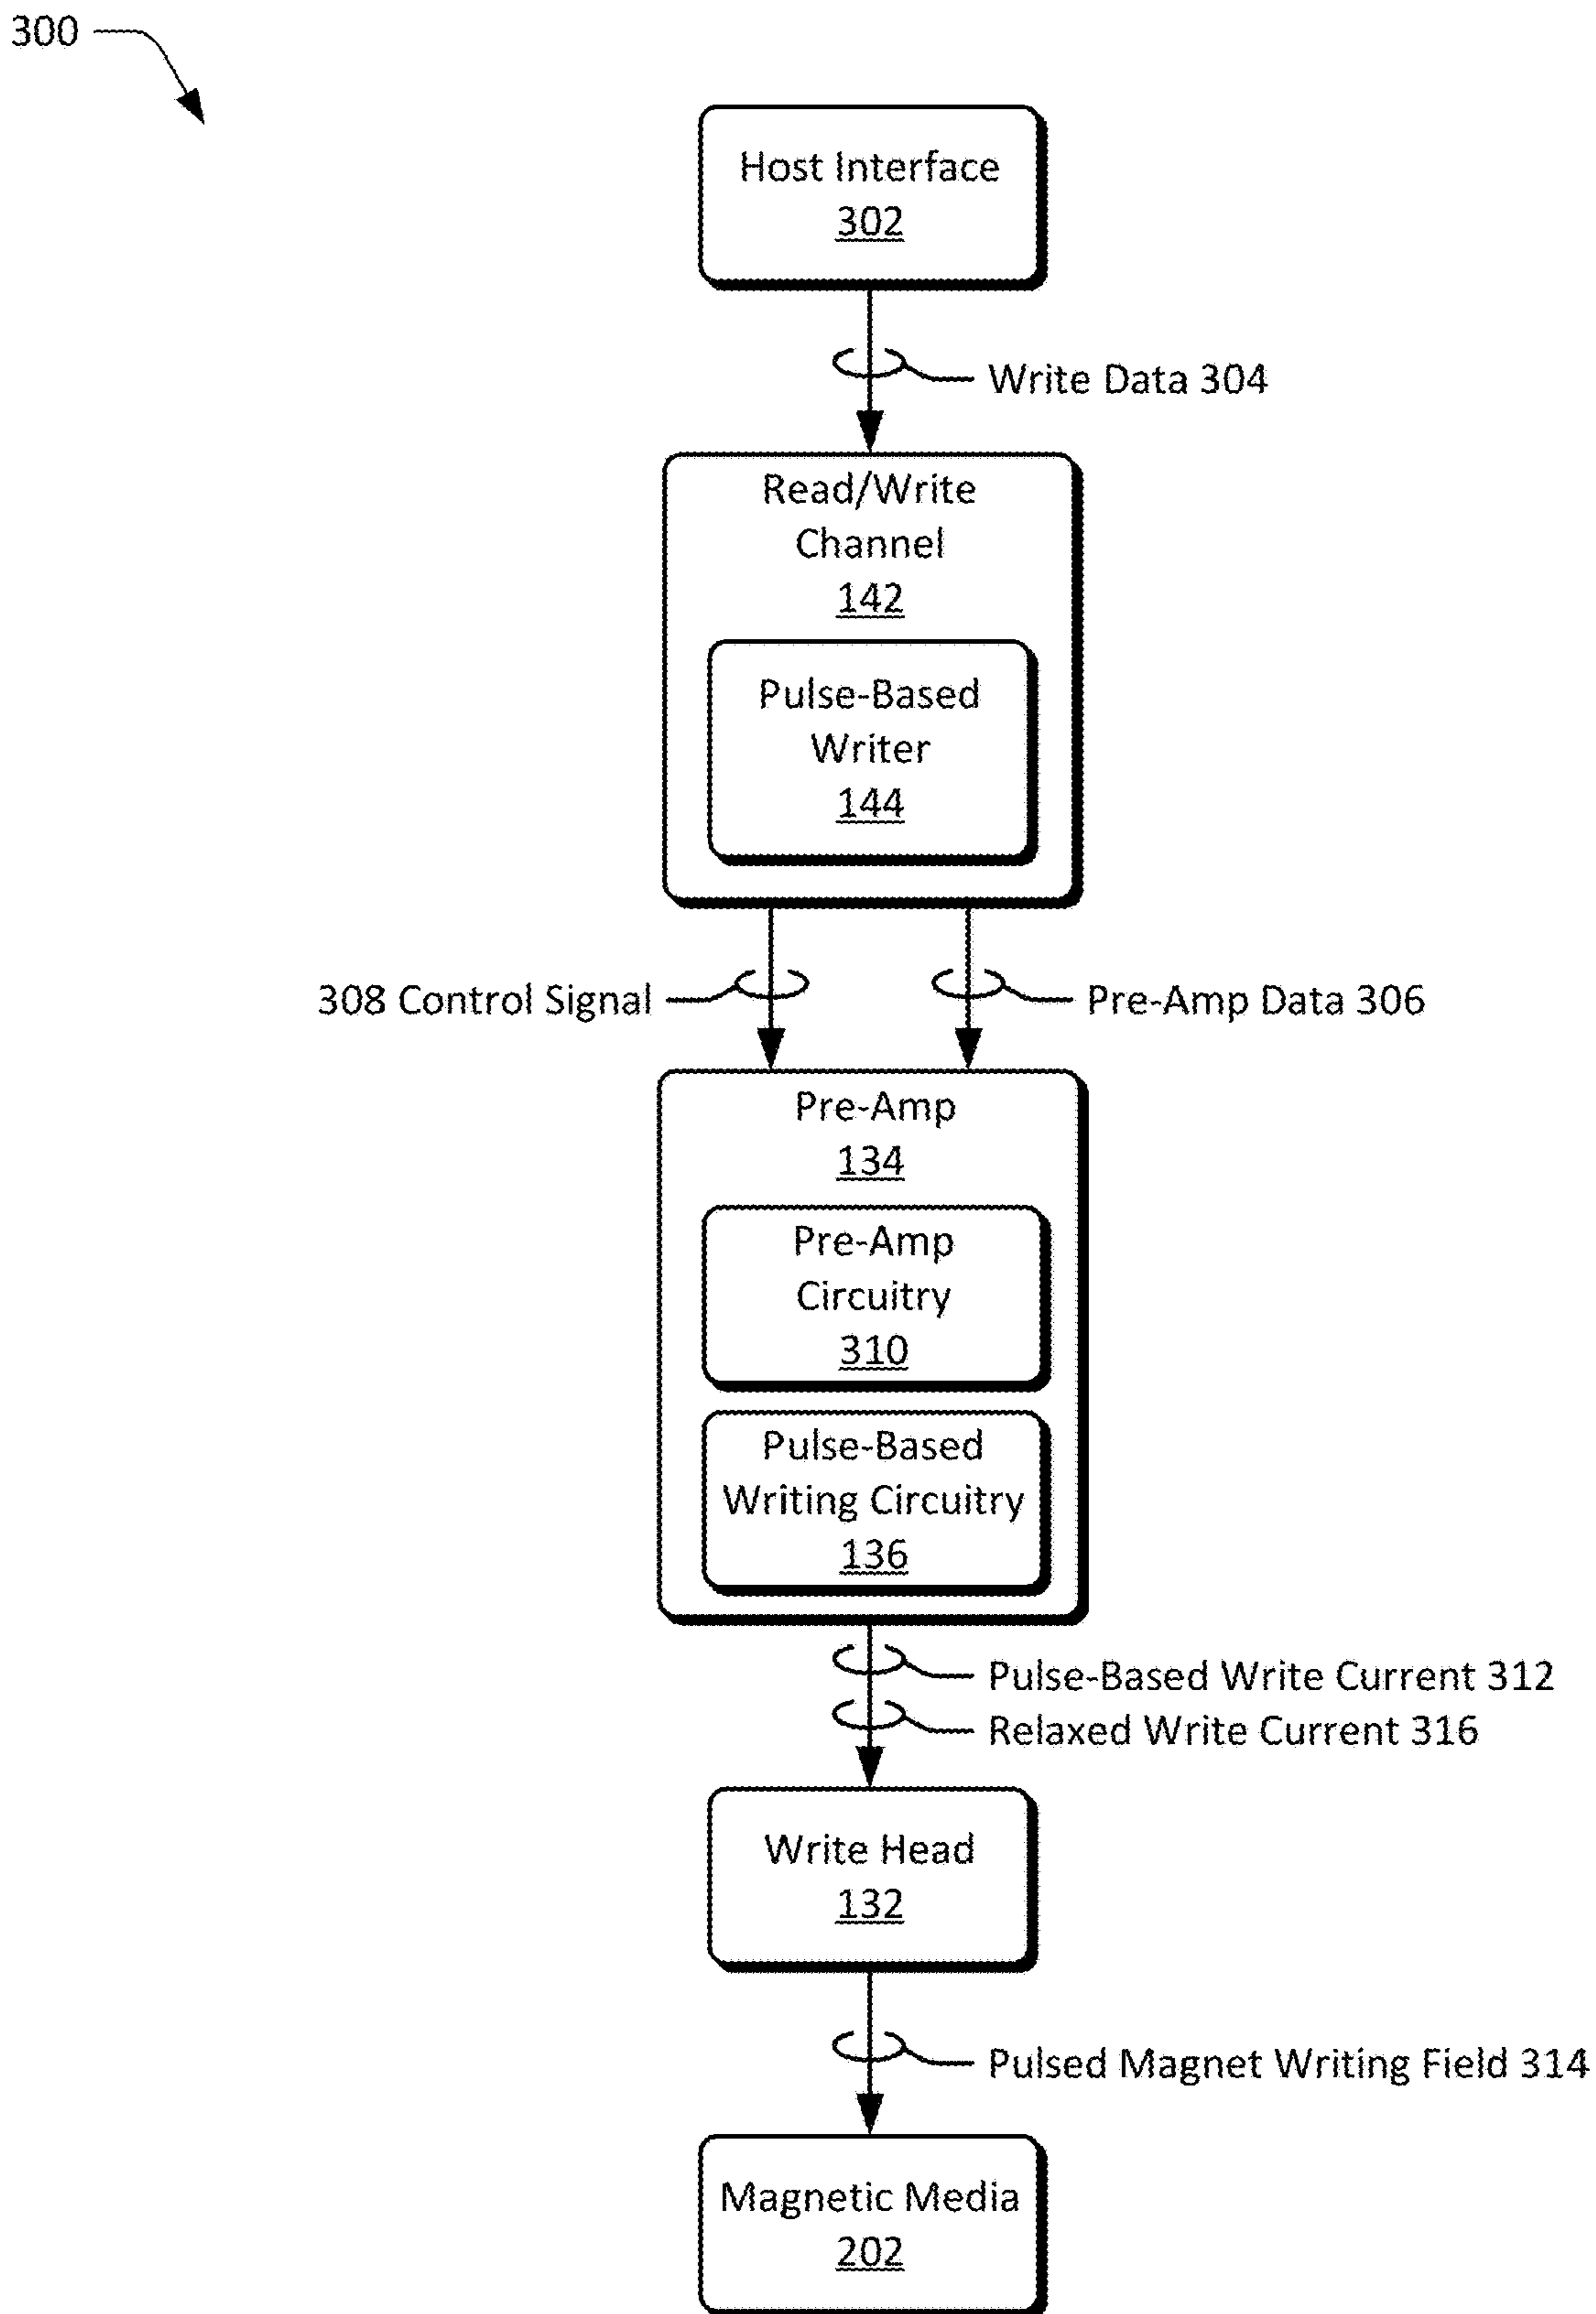 300
Host Interface
302
Write Data 304
Read/Write
Channel
142
Pulse-Based
Writer
144
308 Control Signal
Pre-Amp Data 306
Pre-Amp
134
Pre-Amp
Circuitry
310
Pulse-Based
Writing Circuitry
136
Pulse-Based Write Current 312
Relaxed Write Current 316
Write Head
132
Pulsed Magnet Writing Field 314
Magnetic Media
202